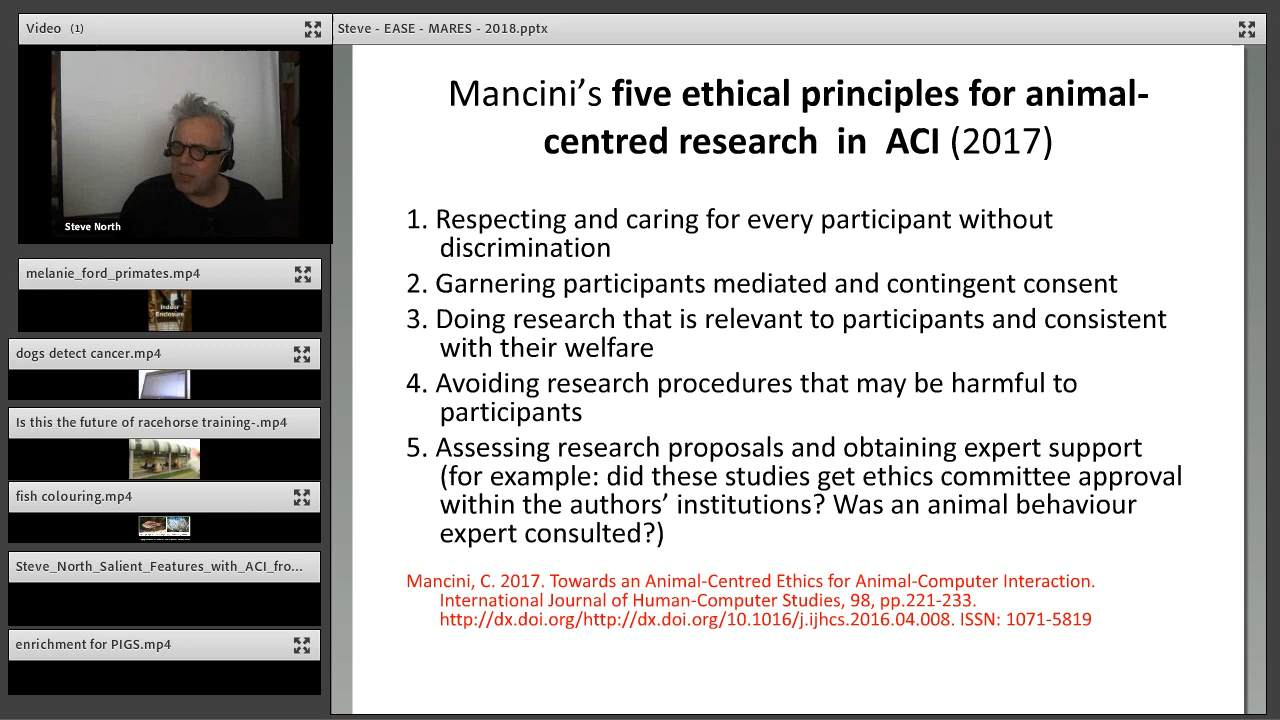 Video (1)
Steve North
melanie_ford_primates.mp4
Indoor
Enclosure
dogs detect cancer.mp4
Is this the future of racehorse training-.mp4
fish colouring.mp4
Steve_North_Salient_Features_with_ACI_fro...
enrichment for PIGS.mp4
Steve - EASE - MARES - 2018.pptx
Mancini’s five ethical principles for animal-
centred research in ACI (2017)
1. Respecting and caring for every participant without
discrimination
2. Garnering participants mediated and contingent consent
3. Doing research that is relevant to participants and consistent
with their welfare
4. Avoiding research procedures that may be harmful to
participants
5. Assessing research proposals and obtaining expert support
(for example: did these studies get ethics committee approval
within the authors’ institutions? Was an animal behaviour
expert consulted?)
Mancini, C. 2017. Towards an Animal-Centred Ethics for Animal-Computer Interaction.
International Journal of Human-Computer Studies, 98, pp.221-233.
http://dx.doi.org/http://dx.doi.org/10.1016/j.ijhcs.2016.04.008. ISSN: 1071-5819